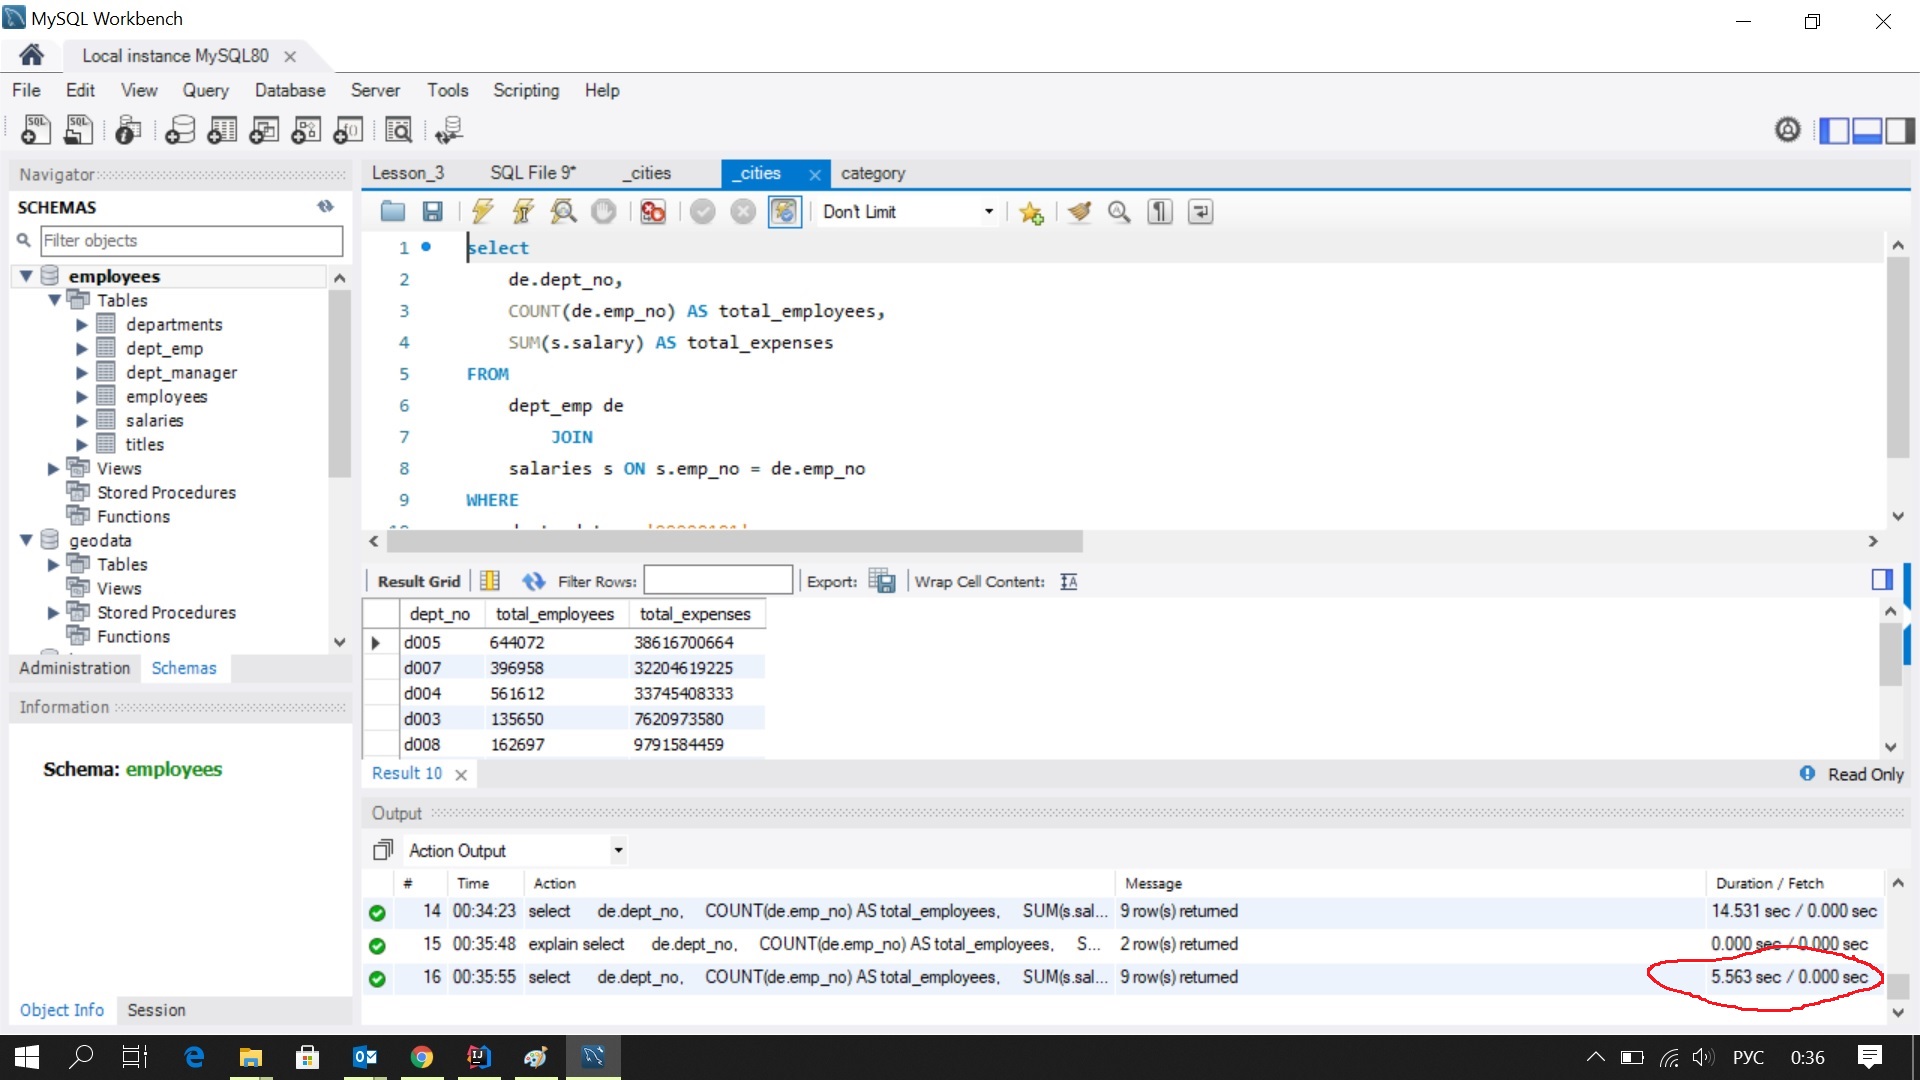 MySQL Workbench
Local instance MySQL80
File Edit View Query Database Server Tools Scripting Help
Navigator
SCHEMAS
Filter objects
employees
Tables
departments
dept_emp
dept_manager
employees
salaries
titles
Views
Stored Procedures
Functions
geodata
Tables
Views
Stored Procedures
Functions
Administration Schemas
Information
Schema: employees
Object Info Session
Lesson_3 SQL File 9* _cities _cities category
Don't Limit
1 select
2 de.dept_no,
3 COUNT(de.emp_no) AS total_employees,
4 SUM(s.salary) AS total_expenses
5 FROM
6 dept_emp de
7 JOIN
8 salaries s ON s.emp_no = de.emp_no
9 WHERE
Result Grid Filter Rows: Export: Wrap Cell Content:
dept_no total_employees total_expenses
d005 644072 38616700664
d007 396958 32204619225
d004 561612 33745408333
d003 135650 7620973580
d008 162697 9791584459
Result 10 Read Only
Output
Action Output
# Time Action Message Duration / Fetch
14 00:34:23 select de.dept_no, COUNT(de.emp_no) AS total_employees, SUM(s.sal... 9 row(s) returned 14.531 sec / 0.000 sec
15 00:35:48 explain select de.dept_no, COUNT(de.emp_no) AS total_employees, S... 2 row(s) returned 0.000 sec / 0.000 sec
16 00:35:55 select de.dept_no, COUNT(de.emp_no) AS total_employees, SUM(s.sal... 9 row(s) returned 5.563 sec / 0.000 sec
РУС 0:36